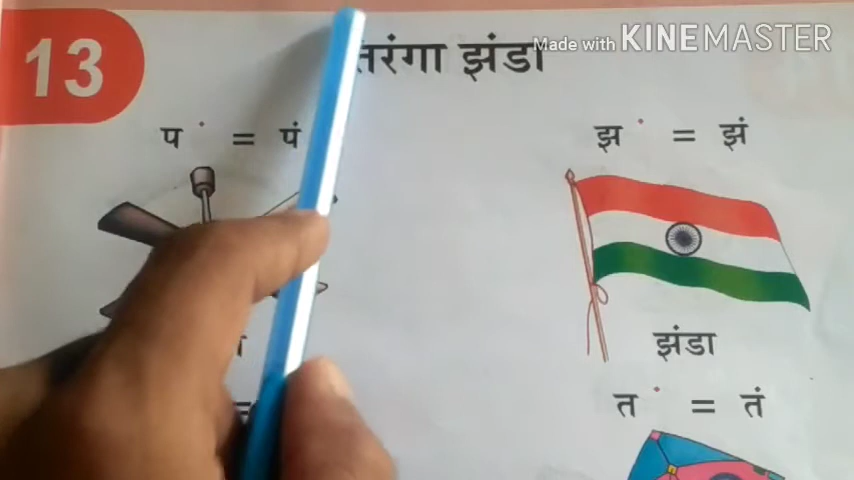 13
तरंगा झंडा
Made with KINEMASTER
प ं = पं
झ ं = झं
झंडा
त ं = तं